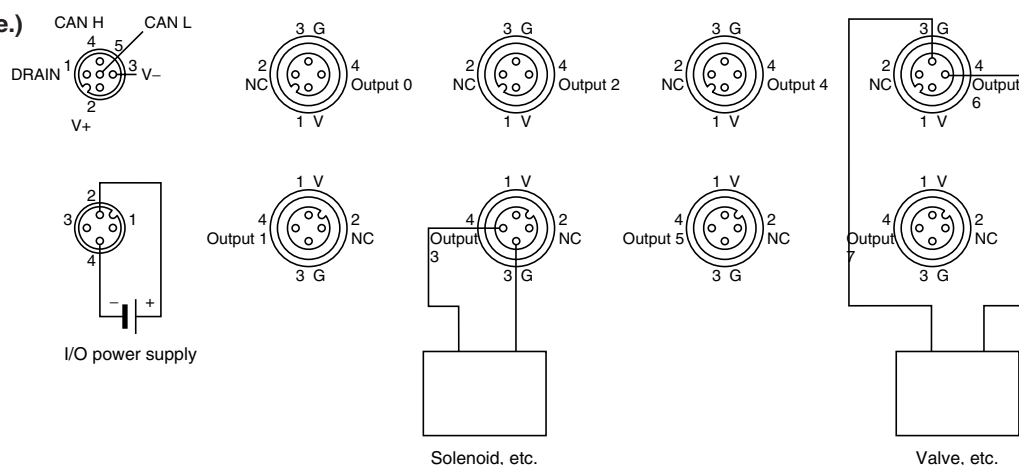 e.)
CAN H
CAN L
4
5
DRAIN
1
3
V–
2
V+
3 G
2
NC
4
Output 0
1 V
3 G
2
NC
4
Output 2
1 V
3 G
2
NC
4
Output 4
1 V
3 G
2
NC
4
Output
6
1 V
2
3
1
4
– +
I/O power supply
1 V
4
Output 1
2
NC
3 G
1 V
4
Output
3
2
NC
3 G
1 V
4
Output 5
2
NC
3 G
1 V
4
Output
7
2
NC
3 G
Solenoid, etc.
Valve, etc.